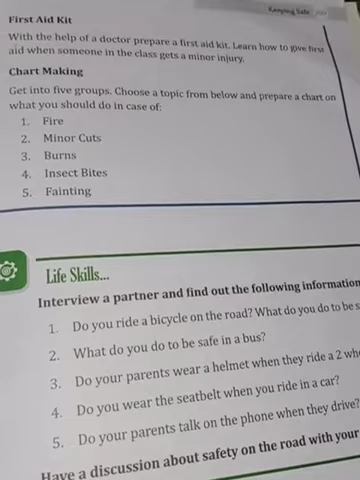 Keeping Safe
First Aid Kit
With the help of a doctor prepare a first aid kit. Learn how to give first
aid when someone in the class gets a minor injury.
Chart Making
Get into five groups. Choose a topic from below and prepare a chart on
what you should do in case of:
1. Fire
2. Minor Cuts
3. Burns
4. Insect Bites
5. Fainting
Life Skills...
Interview a partner and find out the following information
1. Do you ride a bicycle on the road? What do you do to be s
2. What do you do to be safe in a bus?
3. Do your parents wear a helmet when they ride a 2 whe
4. Do you wear the seatbelt when you ride in a car?
5. Do your parents talk on the phone when they drive?
Have a discussion about safety on the road with your